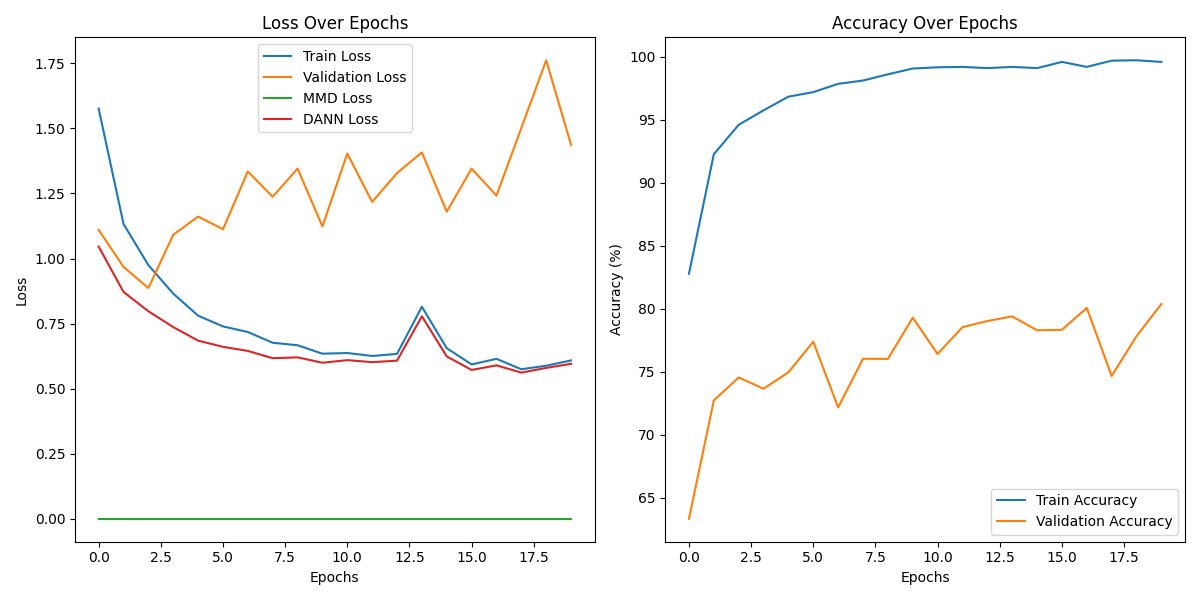 Loss Over Epochs
Train Loss
Validation Loss
MMD Loss
DANN Loss
1.75
1.50
1.25
1.00
0.75
0.50
0.25
0.00
Loss
0.0 2.5 5.0 7.5 10.0 12.5 15.0 17.5
Epochs
Accuracy Over Epochs
100
95
90
85
80
75
70
65
Accuracy (%)
Train Accuracy
Validation Accuracy
0.0 2.5 5.0 7.5 10.0 12.5 15.0 17.5
Epochs